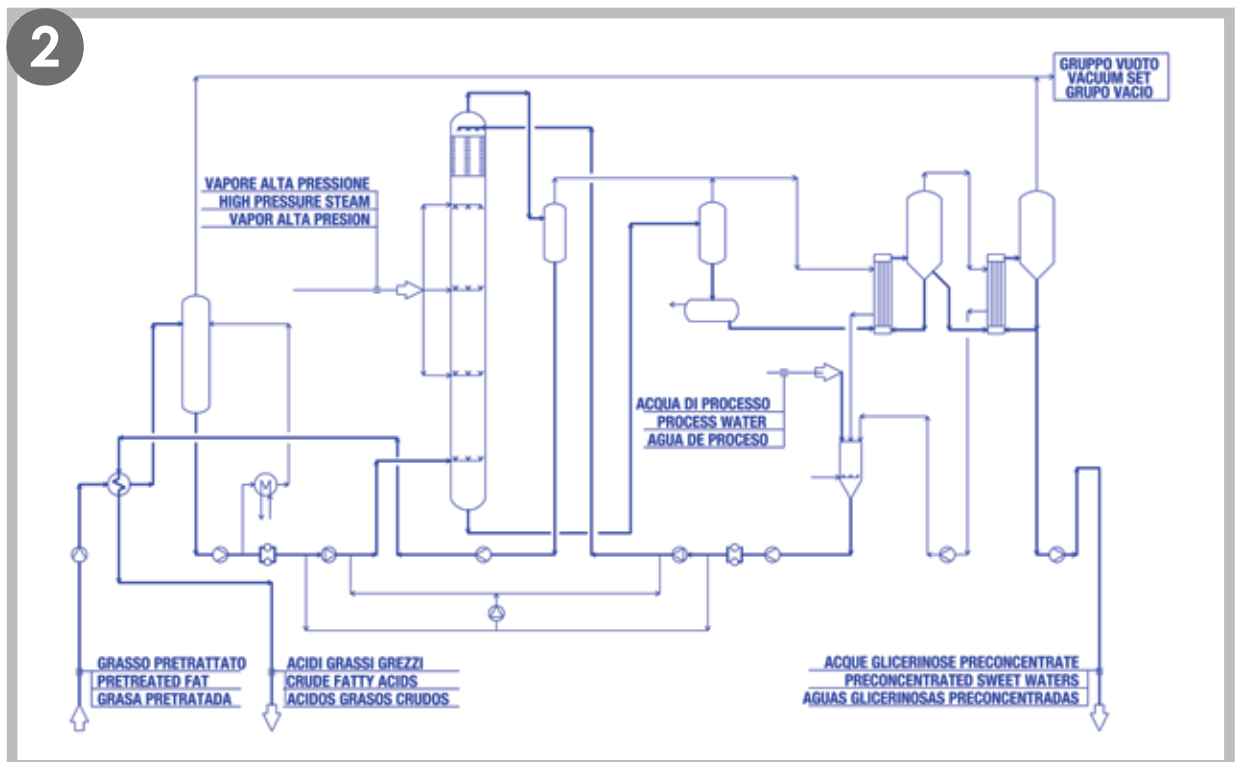 2
GRUPPO VUOTO
VACUUM SET
GRUPO VACIO
VAPORE ALTA PRESSIONE
HIGH PRESSURE STEAM
VAPOR ALTA PRESION
ACQUA DI PROCESSO
PROCESS WATER
AGUA DE PROCESO
M
GRASSO PRETRATTATO
PRETREATED FAT
GRASA PRETRATADA
ACIDI GRASSI GREZZI
CRUDE FATTY ACIDS
ACIDOS GRASOS CRUDOS
ACQUE GLICERINOSE PRECONCENTRATE
PRECONCENTRATED SWEET WATERS
AGUAS GLICERINOSAS PRECONCENTRADAS